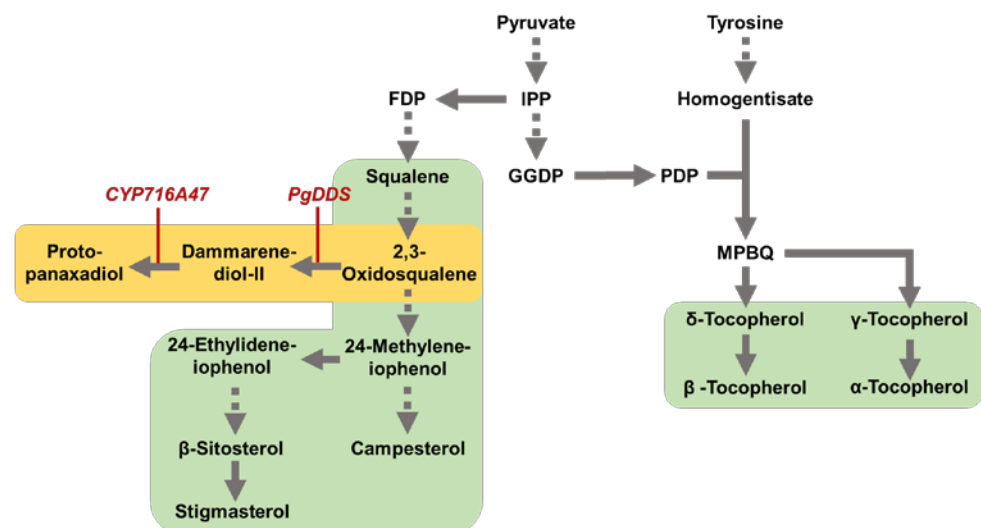 Pyruvate
Tyrosine
FDP
IPP
Homogentisate
Squalene
GGDP
PDP
CYP716A47
PgDDS
Proto-
panaxadiol
Dammarene-
diol-II
2,3-
Oxidosqualene
MPBQ
δ-Tocopherol
γ-Tocopherol
24-Ethylidene-
iophenol
24-Methylene-
iophenol
β -Tocopherol
α-Tocopherol
β-Sitosterol
Campesterol
Stigmasterol